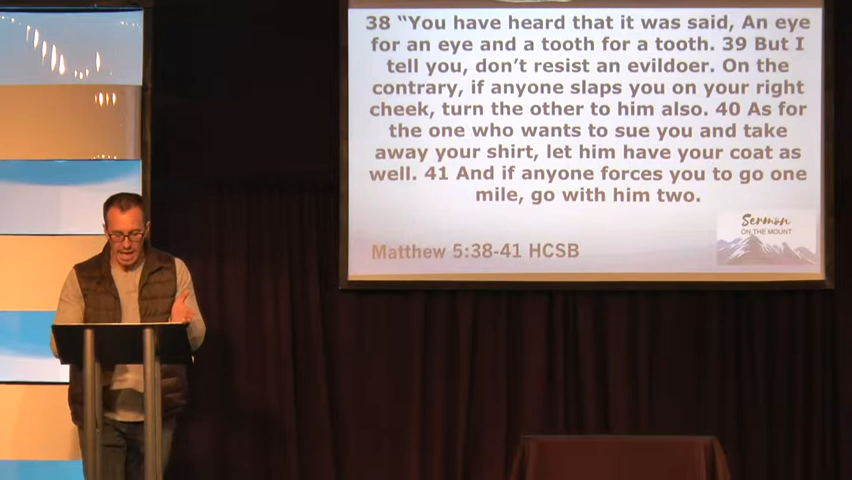 38 “You have heard that it was said, An eye
for an eye and a tooth for a tooth. 39 But I
tell you, don’t resist an evildoer. On the
contrary, if anyone slaps you on your right
cheek, turn the other to him also. 40 As for
the one who wants to sue you and take
away your shirt, let him have your coat as
well. 41 And if anyone forces you to go one
mile, go with him two.
Matthew 5:38-41 HCSB
Sermon
ON THE MOUNT